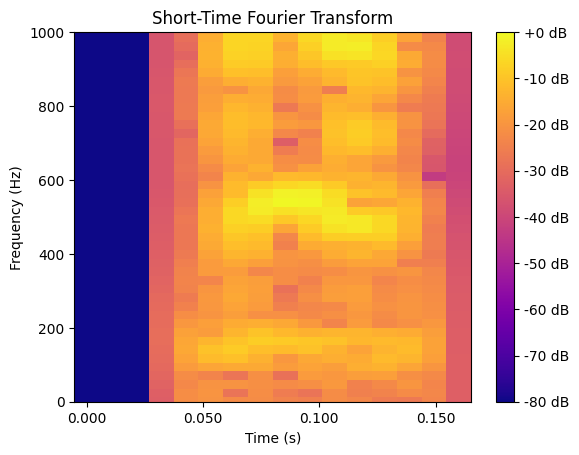 Short-Time Fourier Transform
1000
800
600
400
200
0
Frequency (Hz)
0.000
0.050
0.100
0.150
Time (s)
+0 dB
-10 dB
-20 dB
-30 dB
-40 dB
-50 dB
-60 dB
-70 dB
-80 dB